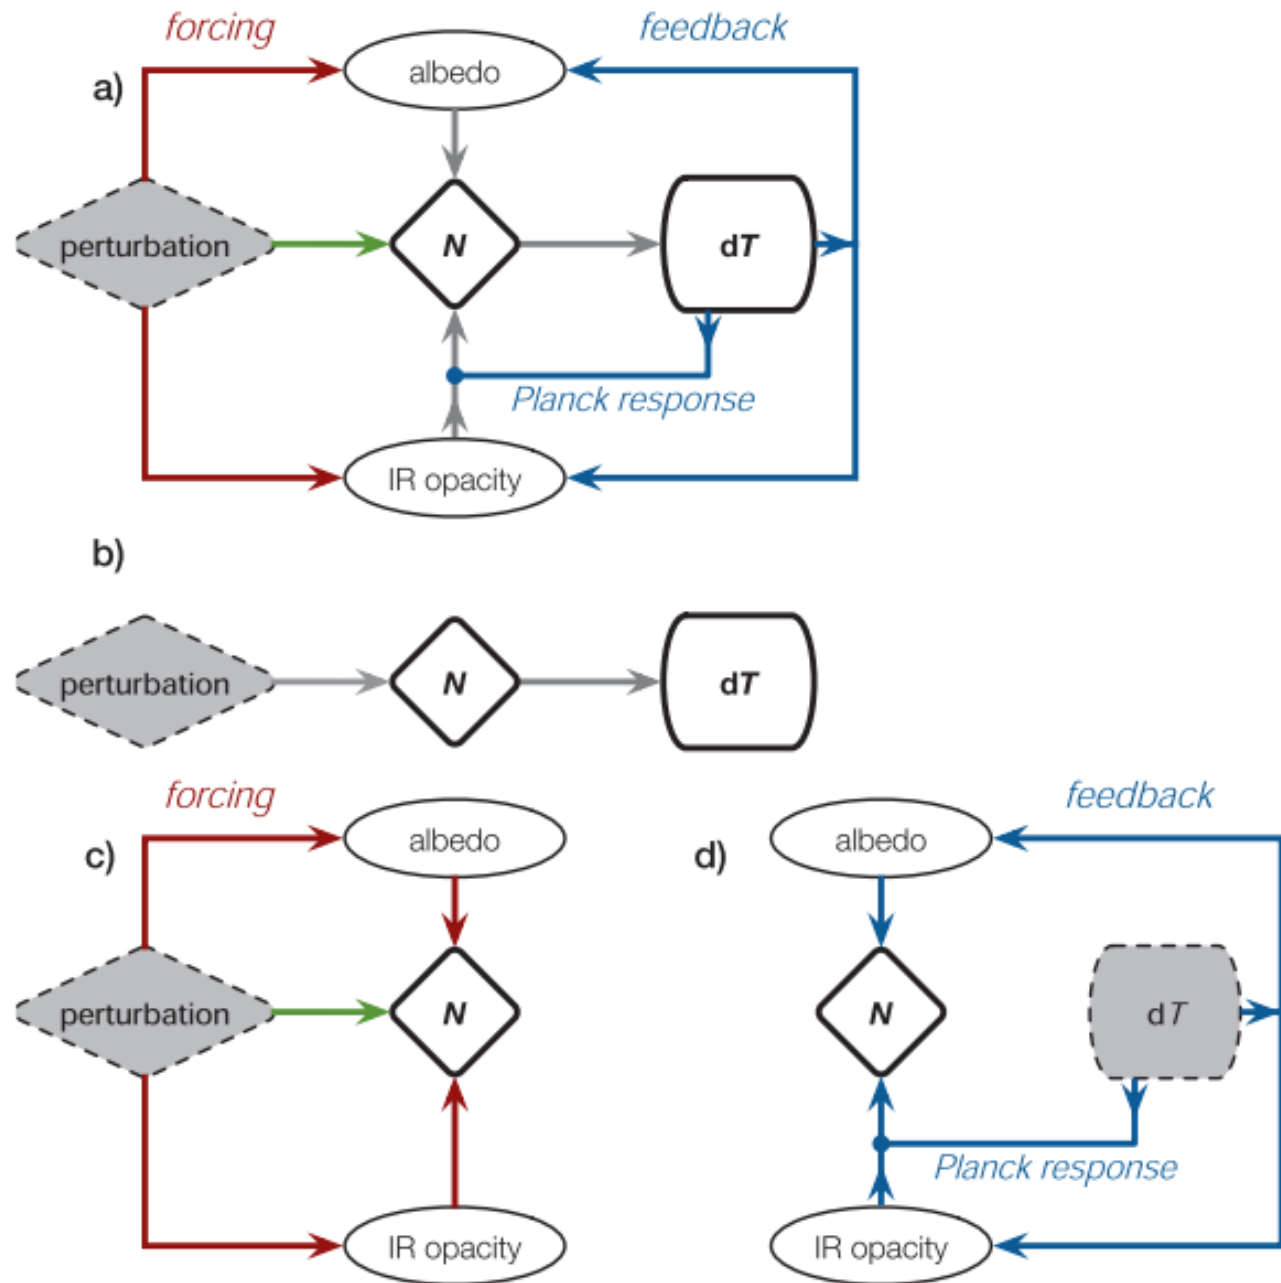 forcing
feedback
a)
albedo
perturbation
N
dT
Planck response
IR opacity
b)
perturbation
N
dT
forcing
feedback
c)
albedo
d)
albedo
perturbation
N
N
dT
Planck response
IR opacity
IR opacity